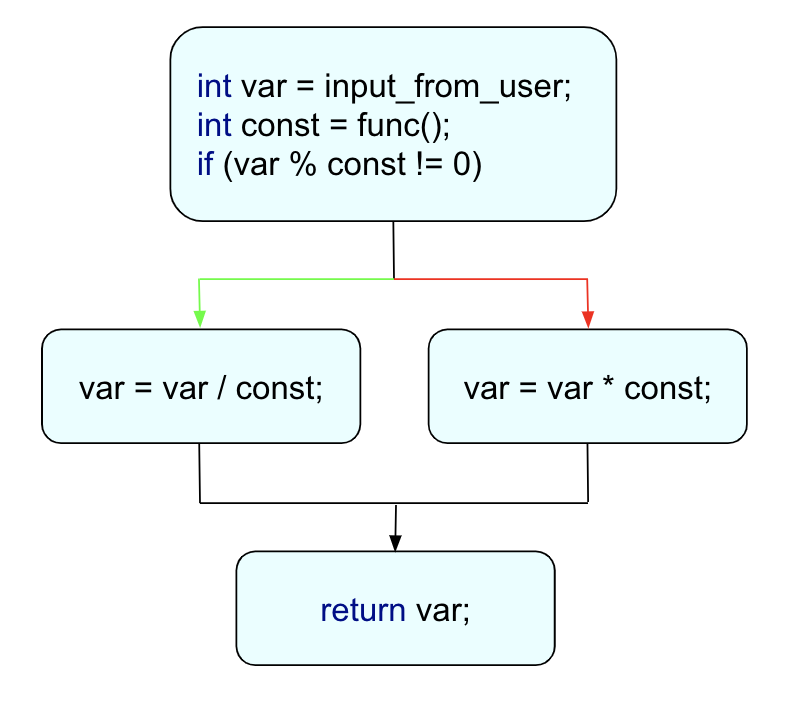 int var = input_from_user;
int const = func();
if (var % const != 0)
var = var / const;
var = var * const;
return var;